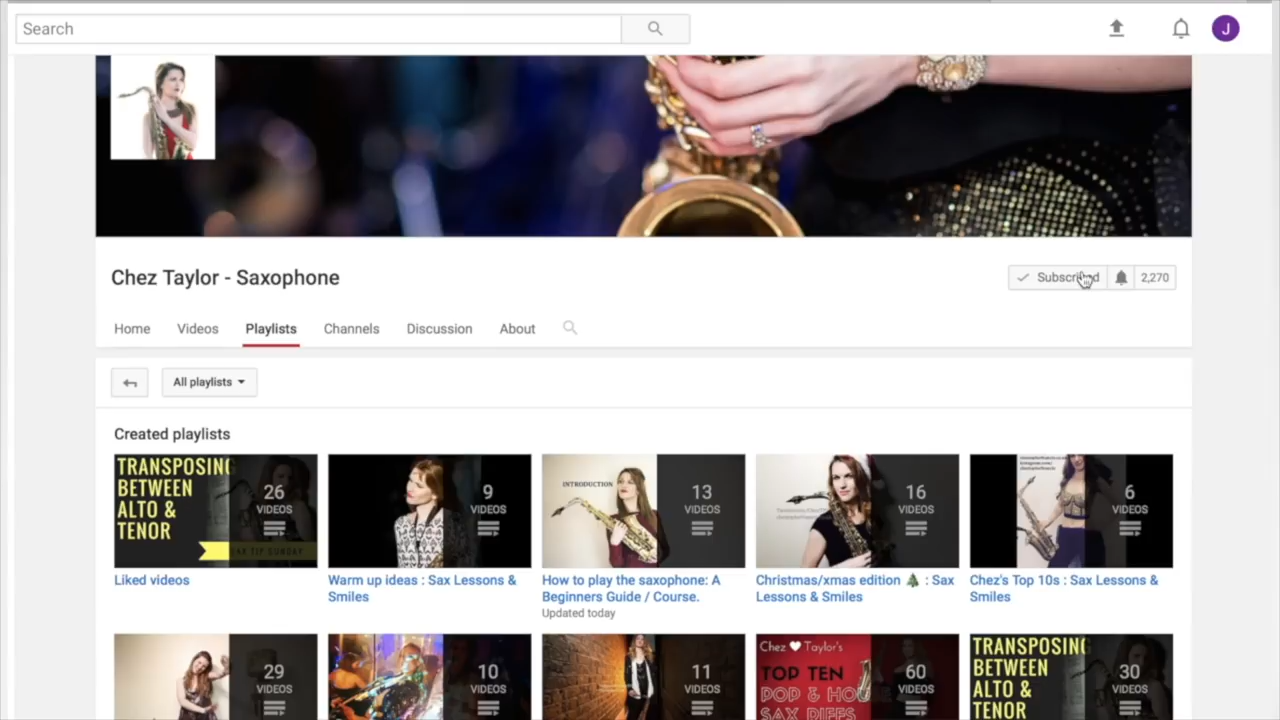 Search
J
Chez Taylor - Saxophone
Subscribed
2,270
Home Videos Playlists Channels Discussion About
All playlists
Created playlists
TRANSPOSING
BETWEEN
ALTO &
TENOR
SAX TIP SUNDAY
26
VIDEOS
Liked videos
9
VIDEOS
Warm up ideas : Sax Lessons &
Smiles
INTRODUCTION
13
VIDEOS
How to play the saxophone: A
Beginners Guide / Course.
Updated today
16
VIDEOS
Christmas/xmas edition 🎄 : Sax
Lessons & Smiles
6
VIDEOS
Chez's Top 10s : Sax Lessons &
Smiles
29
VIDEOS
10
VIDEOS
11
VIDEOS
Chez ♥ Taylor's
TOP TEN
POP & HOU
SAX RIFFS
60
VIDEOS
TRANSPOSING
BETWEEN
ALTO &
TENOR
30
VIDEOS